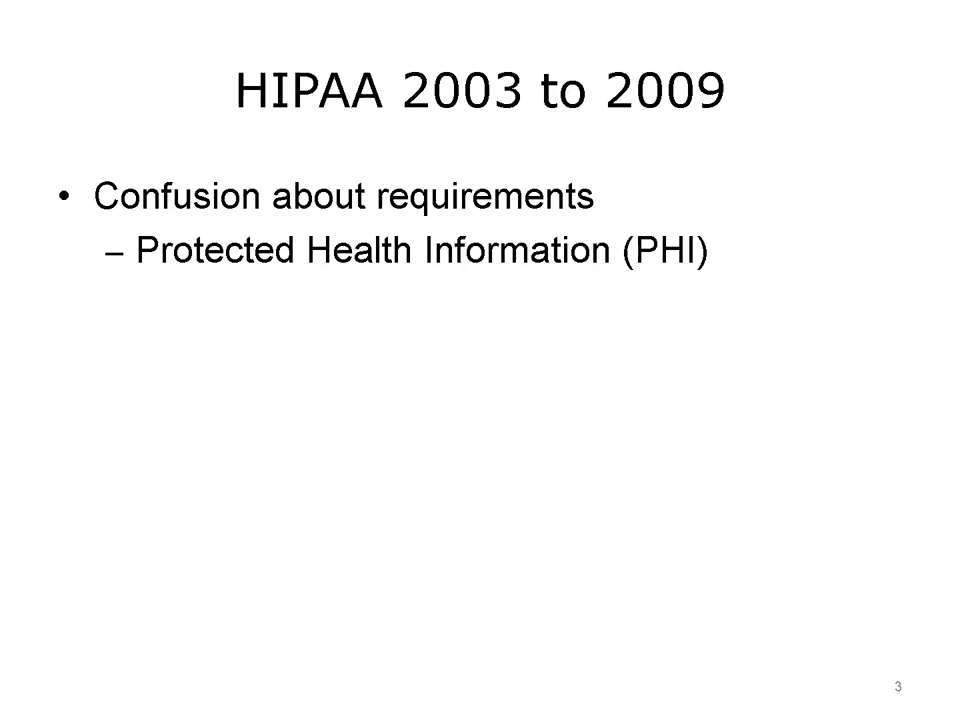 HIPAA 2003 to 2009
• Confusion about requirements
– Protected Health Information (PHI)
3